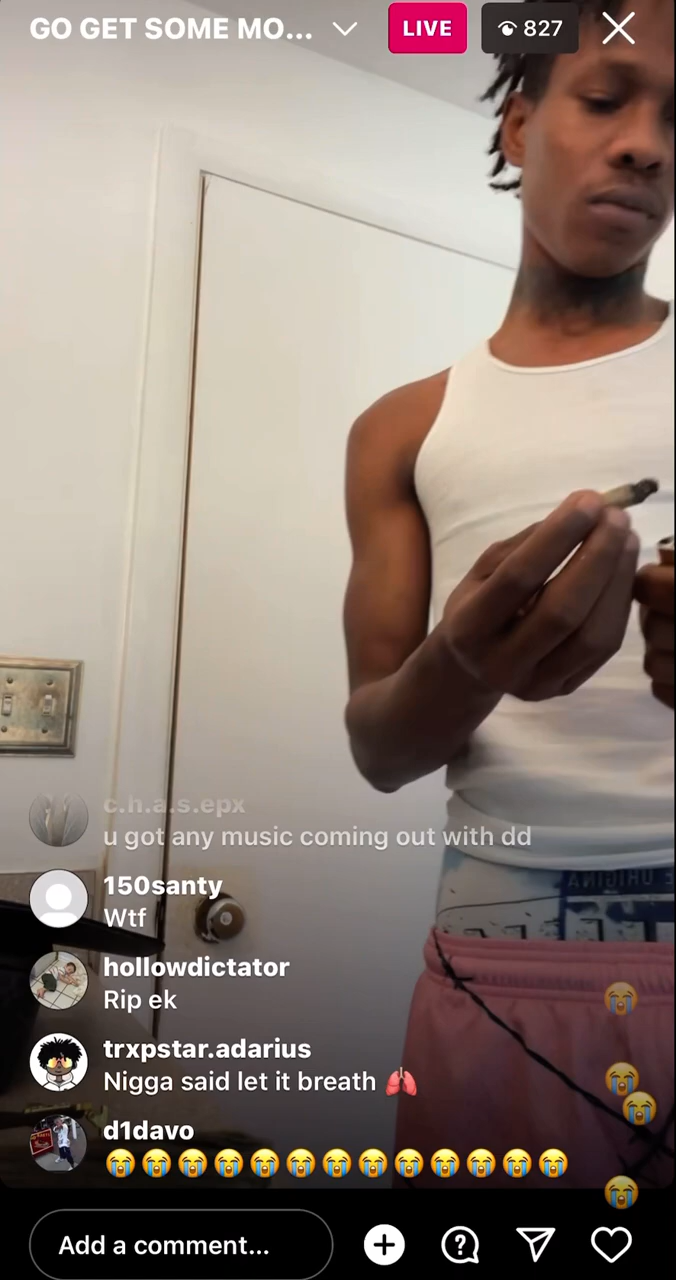 GO GET SOME MO...
LIVE
827
c.h.a.s.epx
u got any music coming out with dd
150santy
Wtf
hollowdictator
Rip ek
trxpstar.adarius
Nigga said let it breath 🫁
d1davo
😭😭😭😭😭😭😭😭😭😭😭😭😭
Add a comment...